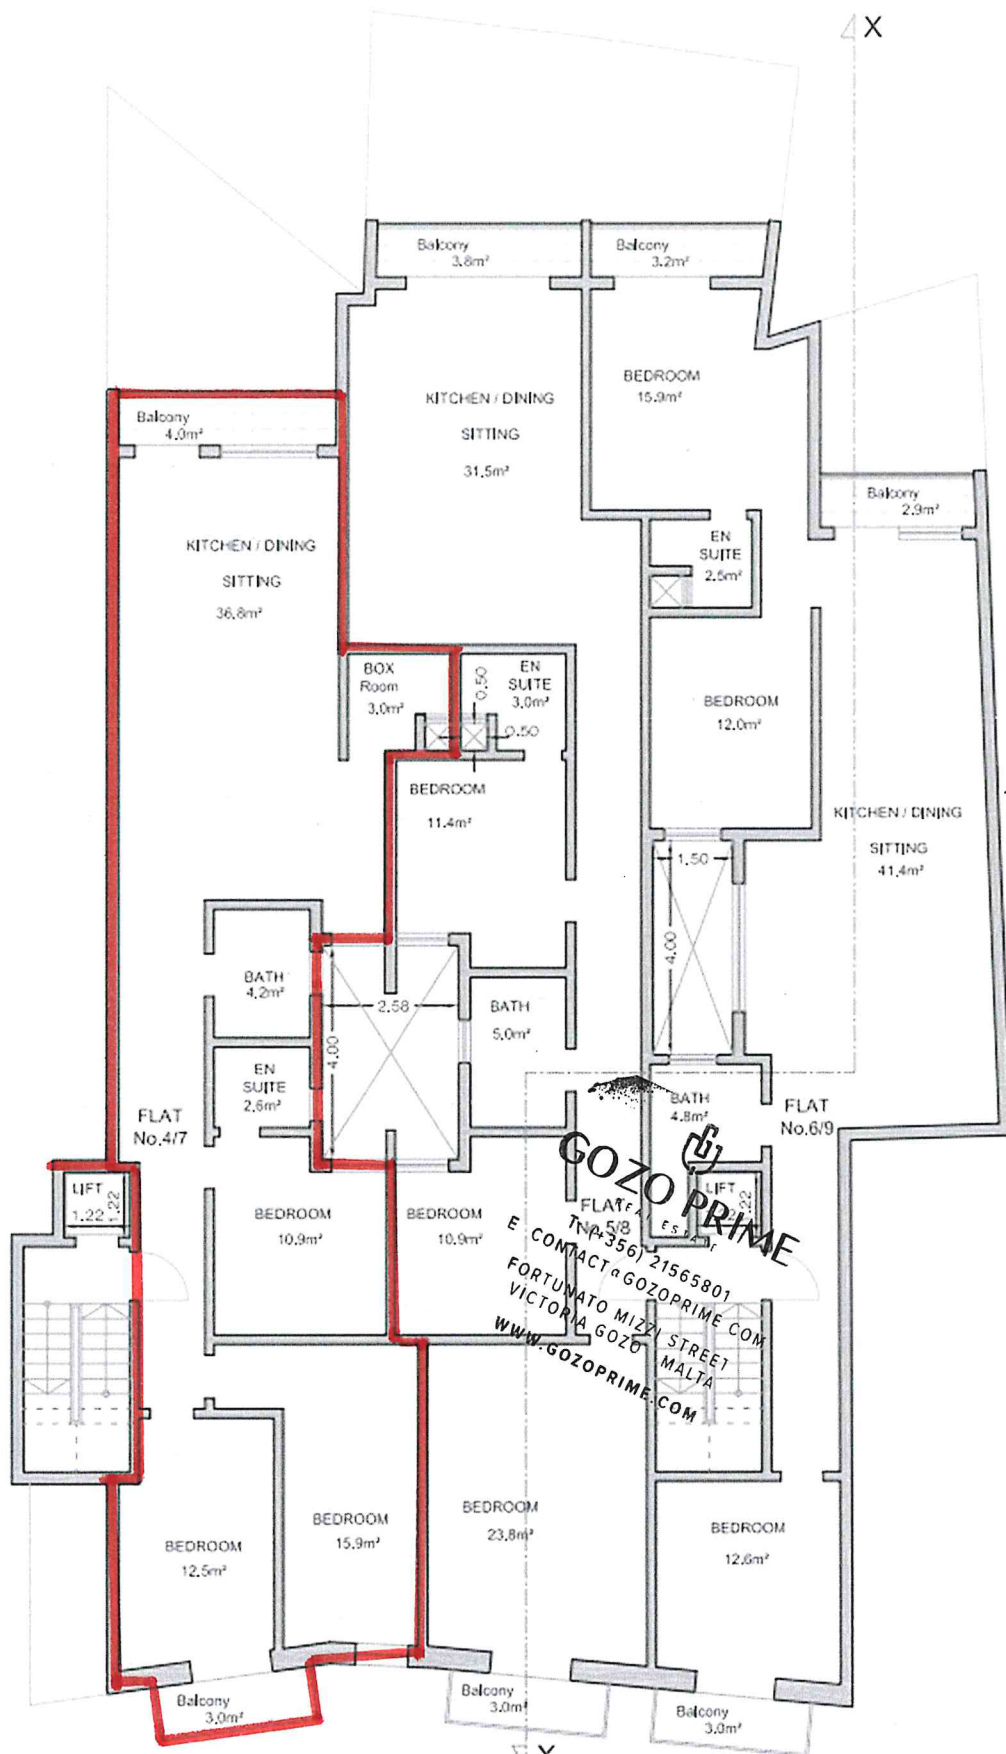 X
Balcony
3.8m²
Balcony
3.2m²
BEDROOM
15.9m²
KITCHEN / DINING
SITTING
31.5m²
Balcony
4.0m²
Balcony
2.9m²
KITCHEN / DINING
SITTING
36.8m²
EN
SUITE
2.5m²
BOX
Room
3.0m²
EN
SUITE
3.0m²
0.50
0.50
BEDROOM
12.0m²
BEDROOM
11.4m²
KITCHEN / DINING
SITTING
41.4m²
1.50
4.00
BATH
4.2m²
2.58
4.00
BATH
5.0m²
EN
SUITE
2.6m²
FLAT
No.4/7
BATH
4.8m²
FLAT
No.6/9
LIFT
1.22
1.22
LIFT
1.22
BEDROOM
10.9m²
BEDROOM
10.9m²
FLAT
No.5/8
GOZO PRIME
REAL ESTATE
T (+356) 21565801
E CONTACT@GOZOPRIME.COM
FORTUNATO MIZZI STREET
VICTORIA GOZO MALTA
WWW.GOZOPRIME.COM
BEDROOM
12.5m²
BEDROOM
15.9m²
BEDROOM
23.8m²
BEDROOM
12.6m²
Balcony
3.0m²
Balcony
3.0m²
Balcony
3.0m²
X